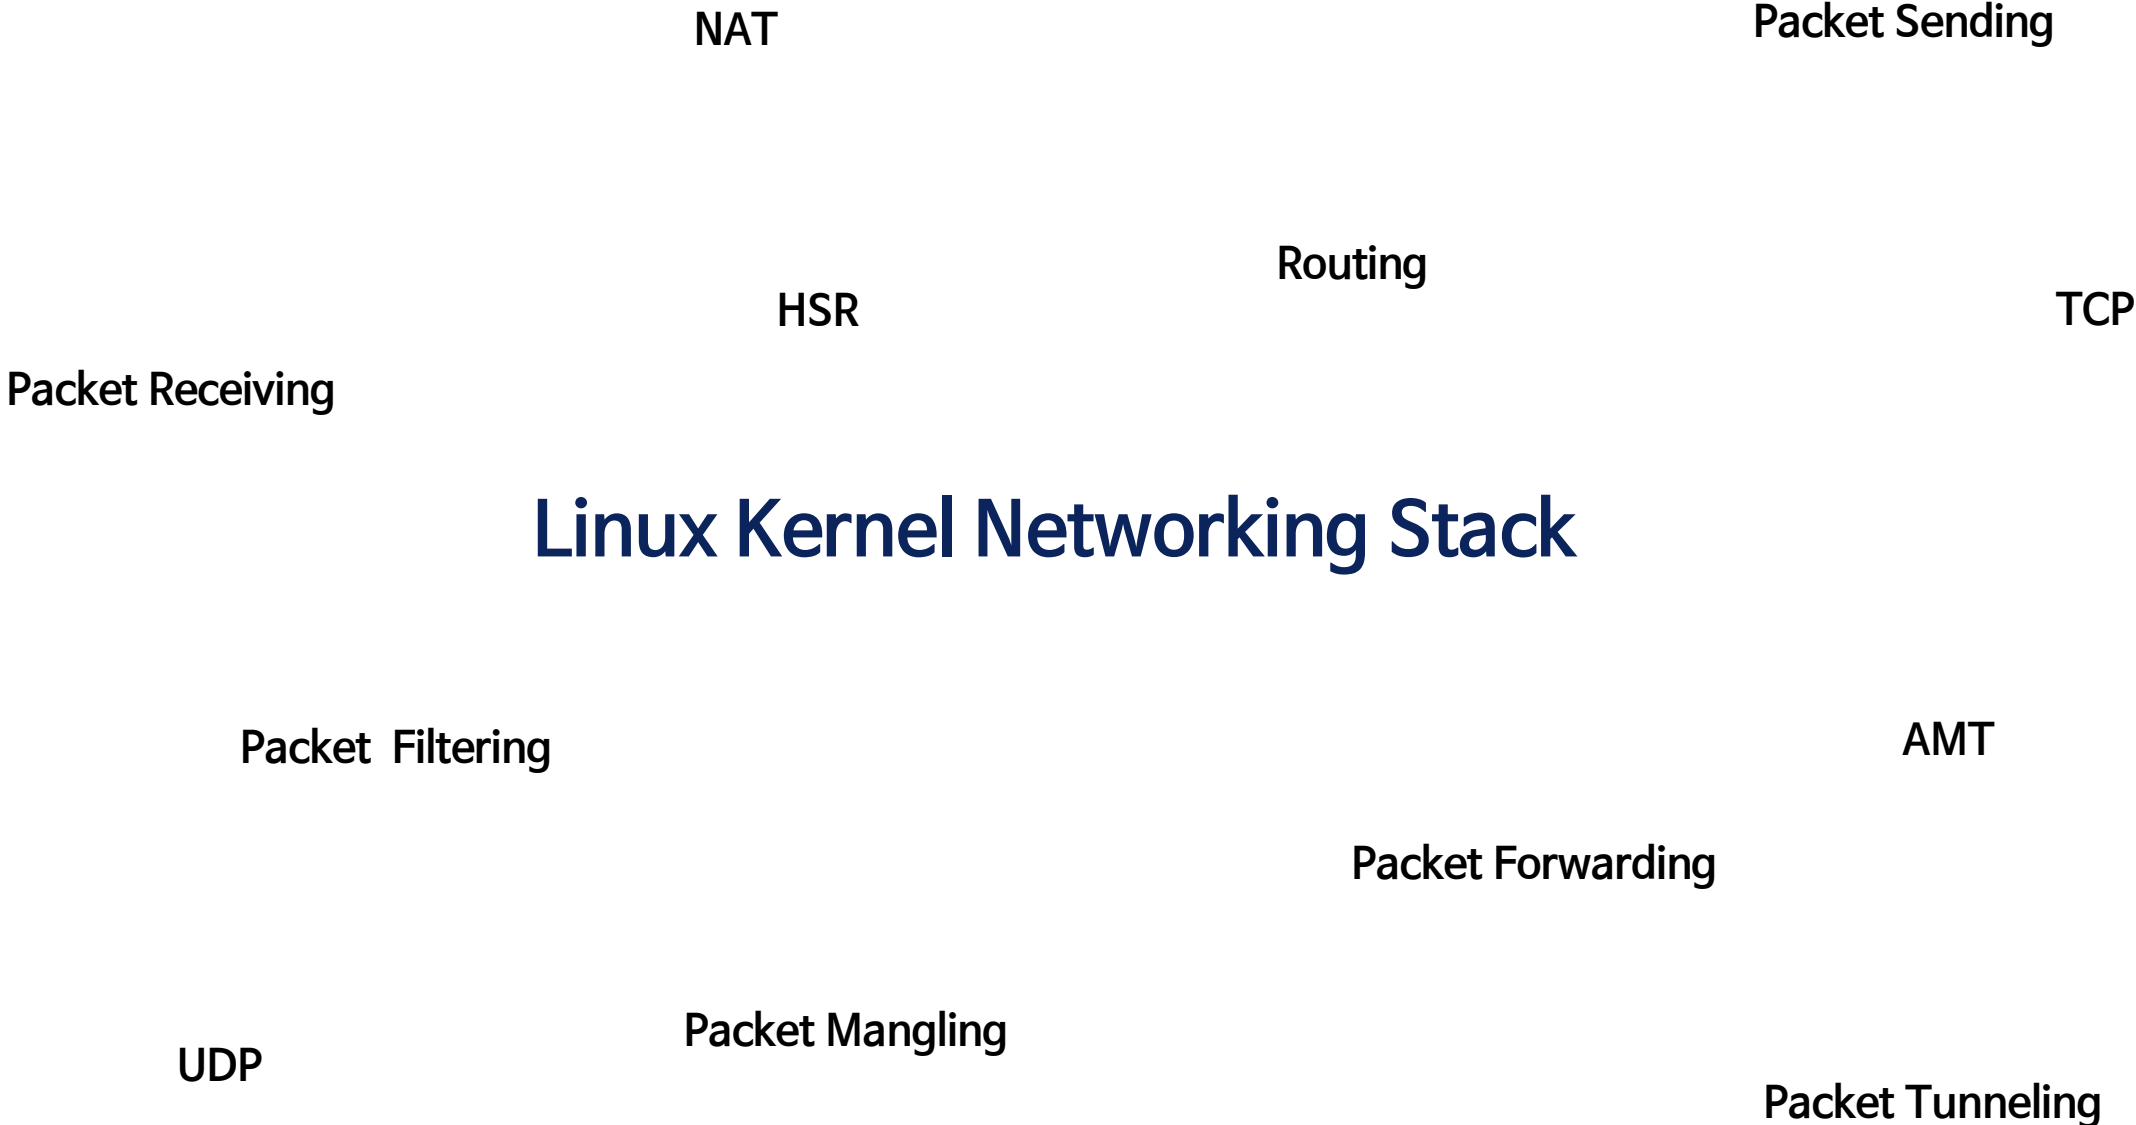 NAT
Packet Sending
Routing
HSR
TCP
Packet Receiving
Linux Kernel Networking Stack
Packet  Filtering
AMT
Packet Forwarding
Packet Mangling
UDP
Packet Tunneling